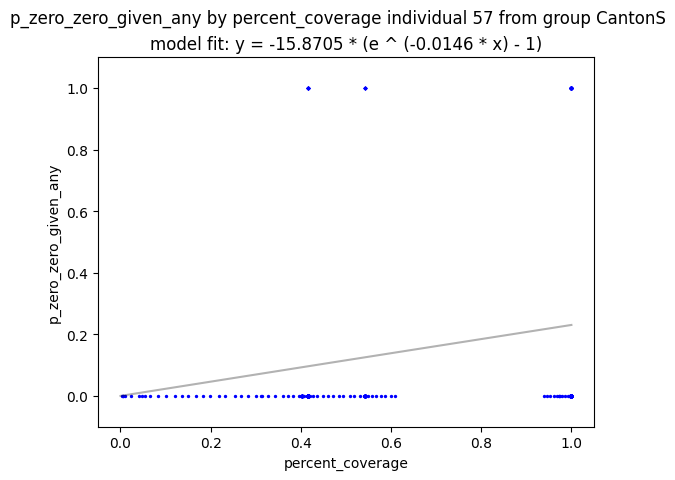 p_zero_zero_given_any by percent_coverage individual 57 from group CantonS
model fit: y = -15.8705 * (e ^ (-0.0146 * x) - 1)
1.0
0.8
0.6
0.4
0.2
0.0
p_zero_zero_given_any
0.0 0.2 0.4 0.6 0.8 1.0
percent_coverage